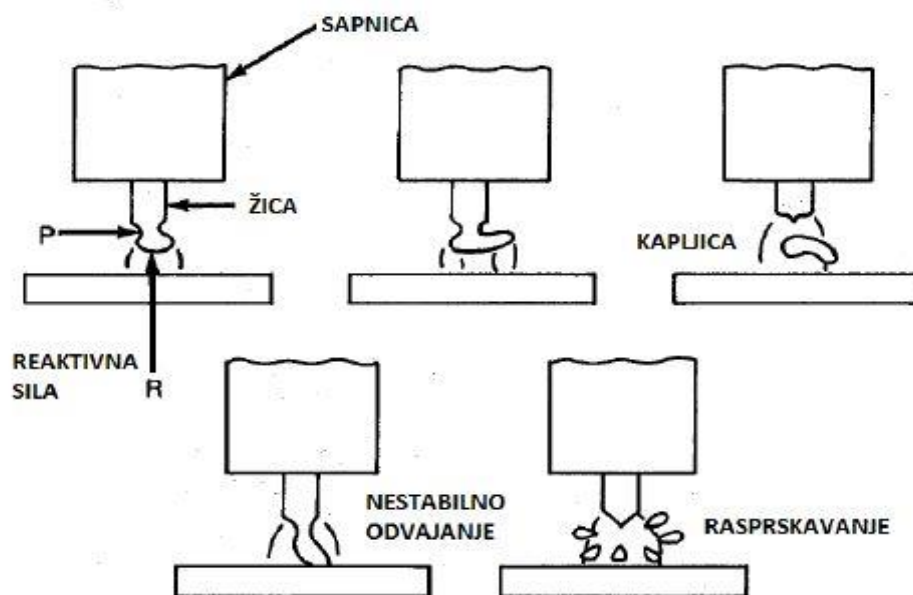 SAPNICA
ŽICA
P
KAPLJICA
REAKTIVNA
SILA
R
NESTABILNO
ODVAJANJE
RASPRSKAVANJE